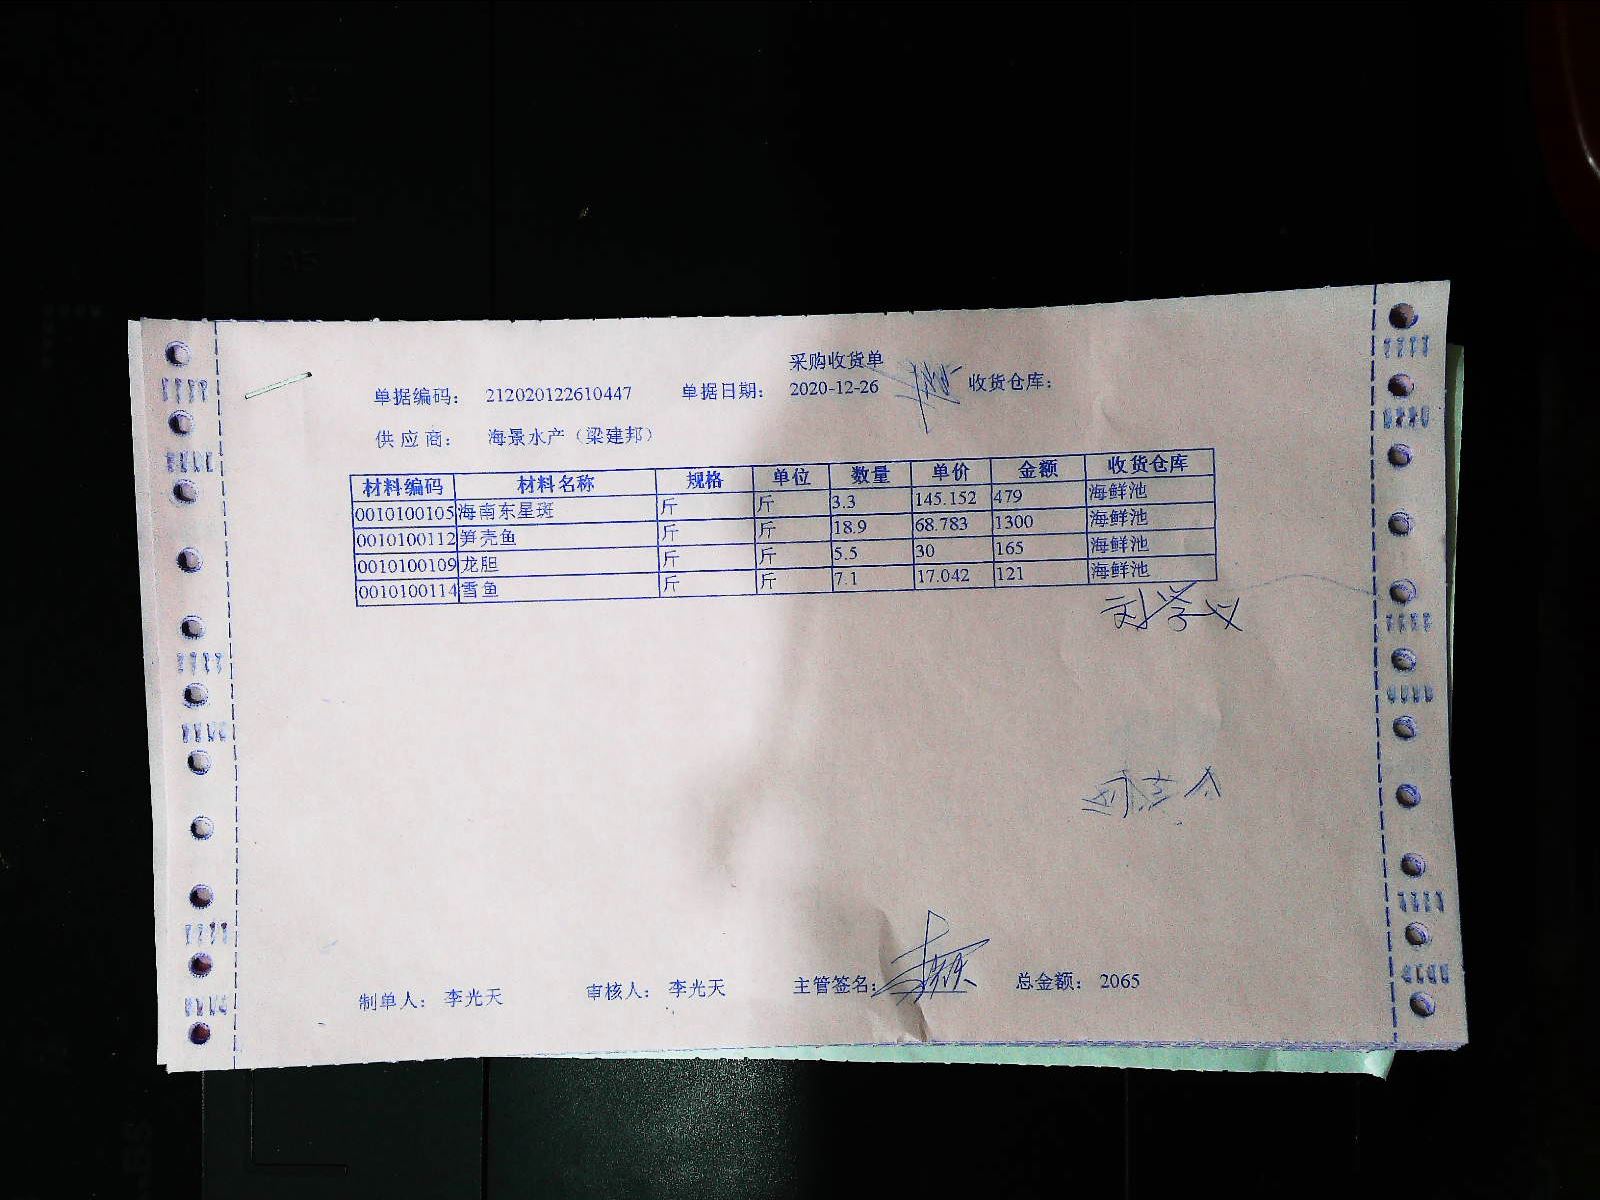 采购收货单
单据编码： 212020122610447 单据日期： 2020-12-26 收货仓库：
供应商： 海景水产（梁建邦）
材料编码 材料名称 规格 单位 数量 单价 金额 收货仓库
0010100105 海南东星斑 斤 斤 3.3 145.152 479 海鲜池
0010100112 笋壳鱼 斤 斤 18.9 68.783 1300 海鲜池
0010100109 龙胆 斤 斤 5.5 30 165 海鲜池
0010100114 雪鱼 斤 斤 7.1 17.042 121 海鲜池
刘学义
制单人： 李光天 审核人： 李光天 主管签名： 总金额： 2065